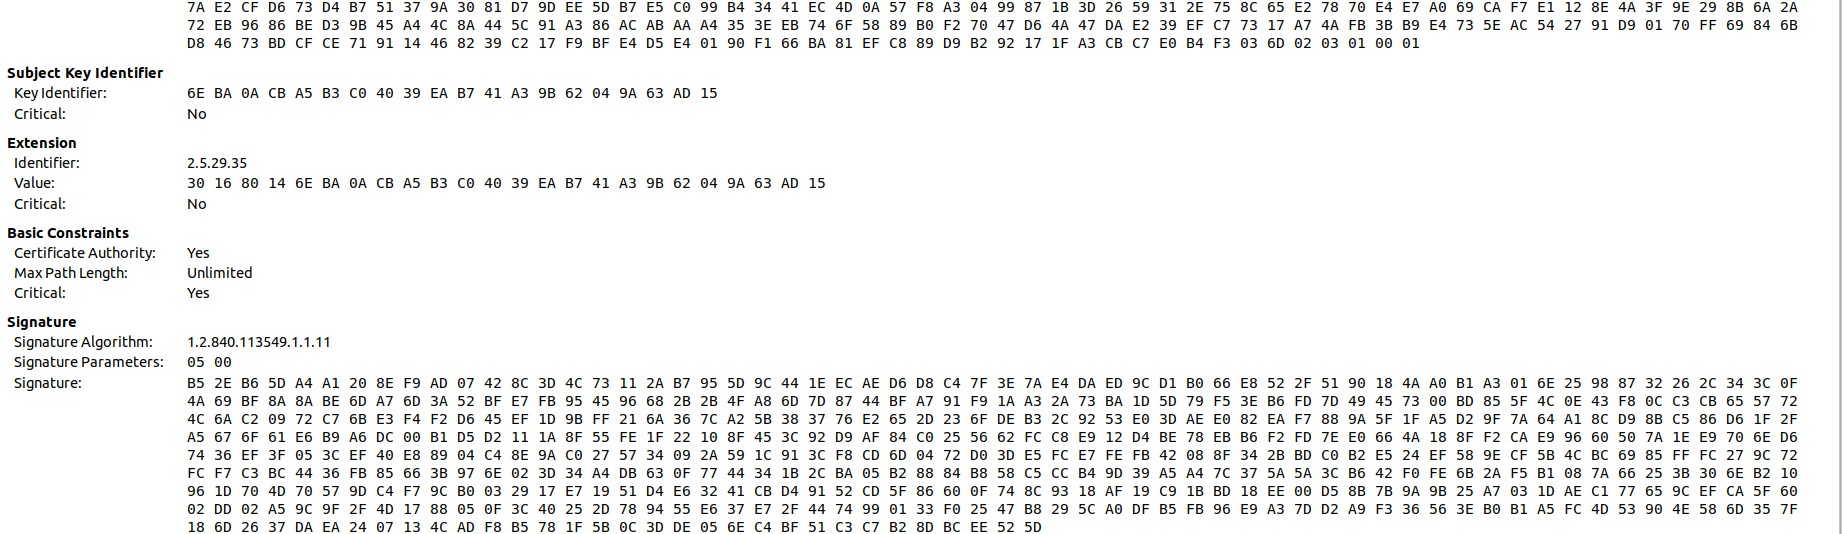 7A E2 CF D6 73 D4 B7 51 37 9A 30 81 D7 9D EE 5D B7 E5 C0 99 B4 34 41 EC 4D 0A 57 F8 A3 04 99 87 1B 3D 26 59 31 2E 75 8C 65 E2 78 70 E4 E7 A0 69 CA F7 E1 12 8E 4A 3F 9E 29 8B 6A 2A
72 EB 96 86 BE D3 9B 45 A4 4C 8A 44 5C 91 A3 86 AC AB AA A4 35 3E EB 74 6F 58 89 B0 F2 70 47 D6 4A 47 DA E2 39 EF C7 73 17 A7 4A FB 3B B9 E4 73 5E AC 54 27 91 D9 01 70 FF 69 84 6B
D8 46 73 BD CF CE 71 91 14 46 82 39 C2 17 F9 BF E4 D5 E4 01 90 F1 66 BA 81 EF C8 89 D9 B2 92 17 1F A3 CB C7 E0 B4 F3 03 6D 02 03 01 00 01
Subject Key Identifier
Key Identifier: 6E BA 0A CB A5 B3 C0 40 39 EA B7 41 A3 9B 62 04 9A 63 AD 15
Critical: No
Extension
Identifier: 2.5.29.35
Value: 30 16 80 14 6E BA 0A CB A5 B3 C0 40 39 EA B7 41 A3 9B 62 04 9A 63 AD 15
Critical: No
Basic Constraints
Certificate Authority: Yes
Max Path Length: Unlimited
Critical: Yes
Signature
Signature Algorithm: 1.2.840.113549.1.1.11
Signature Parameters: 05 00
Signature: B5 2E B6 5D A4 A1 20 8E F9 AD 07 42 8C 3D 4C 73 11 2A B7 95 5D 9C 44 1E EC AE D6 D8 C4 7F 3E 7A E4 DA ED 9C D1 B0 66 E8 52 2F 51 90 18 4A A0 B1 A3 01 6E 25 98 87 32 26 2C 34 3C 0F
4A 69 BF 8A 8A BE 6D A7 6D 3A 52 BF E7 FB 95 45 96 68 2B 2B 4F A8 6D 7D 87 44 BF A7 91 F9 1A A3 2A 73 BA 1D 5D 79 F5 3E B6 FD 7D 49 45 73 00 BD 85 5F 4C 0E 43 F8 0C C3 CB 65 57 72
4C 6A C2 09 72 C7 6B E3 F4 F2 D6 45 EF 1D 9B FF 21 6A 36 7C A2 5B 38 37 76 E2 65 2D 23 6F DE B3 2C 92 53 E0 3D AE E0 82 EA F7 88 9A 5F 1F A5 D2 9F 7A 64 A1 8C D9 8B C5 86 D6 1F 2F
A5 67 6F 61 E6 B9 A6 DC 00 B1 D5 D2 11 1A 8F 55 FE 1F 22 10 8F 45 3C 92 D9 AF 84 C0 25 56 62 FC C8 E9 12 D4 BE 78 EB B6 F2 FD 7E E0 66 4A 18 8F F2 CA E9 96 60 50 7A 1E E9 70 6E D6
74 36 EF 3F 05 3C EF 40 E8 89 04 C4 8E 9A C0 27 57 34 09 2A 59 1C 91 3C F8 CD 6D 04 72 D0 3D E5 FC E7 FE FB 42 08 8F 34 2B BD C0 B2 E5 24 EF 58 9E CF 5B 4C BC 69 85 FF FC 27 9C 72
FC F7 C3 BC 44 36 FB 85 66 3B 97 6E 02 3D 34 A4 DB 63 0F 77 44 34 1B 2C BA 05 B2 88 84 B8 58 C5 CC B4 9D 39 A5 A4 7C 37 5A 5A 3C B6 42 F0 FE 6B 2A F5 B1 08 7A 66 25 3B 30 6E B2 10
96 1D 70 4D 70 57 9D C4 F7 9C B0 03 29 17 E7 19 51 D4 E6 32 41 CB D4 91 52 CD 5F 86 60 0F 74 8C 93 18 AF 19 C9 1B BD 18 EE 00 D5 8B 7B 9A 9B 25 A7 03 1D AE C1 77 65 9C EF CA 5F 60
02 DD 02 A5 9C 9F 2F 4D 17 88 05 0F 3C 40 25 2D 78 94 55 E6 37 E7 2F 44 74 99 01 33 F0 25 47 B8 29 5C A0 DF B5 FB 96 E9 A3 7D D2 A9 F3 36 56 3E B0 B1 A5 FC 4D 53 90 4E 58 6D 35 7F
18 6D 26 37 DA EA 24 07 13 4C AD F8 B5 78 1F 5B 0C 3D DE 05 6E C4 BF 51 C3 C7 B2 8D BC EE 52 5D